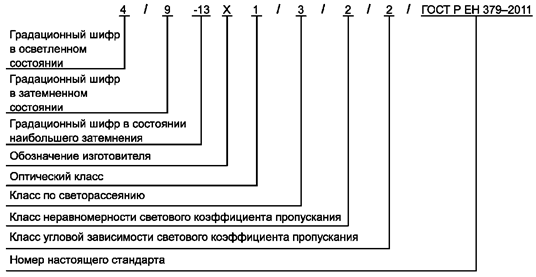 4 / 9 -13 X 1 / 3 / 2 / 2 / ГОСТ Р ЕН 379–2011
Градационный шифр
в осветленном
состоянии
Градационный шифр
в затемненном
состоянии
Градационный шифр в состоянии
наибольшего затемнения
Обозначение изготовителя
Оптический класс
Класс по светорассеянию
Класс неравномерности светового коэффициента пропускания
Класс угловой зависимости светового коэффициента пропускания
Номер настоящего стандарта